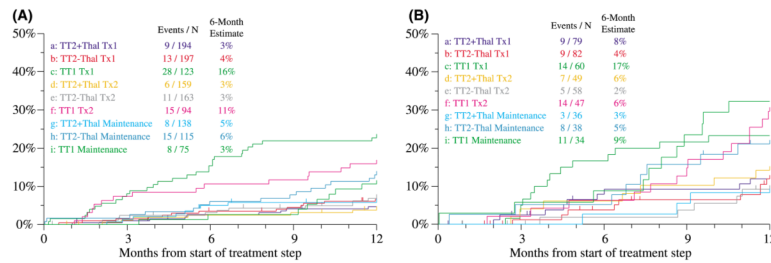 (A)
Events / N 6-Month Estimate
a: TT2+Thal Tx1 9 / 194 3%
b: TT2-Thal Tx1 13 / 197 4%
c: TT1 Tx1 28 / 123 16%
d: TT2+Thal Tx2 6 / 159 3%
e: TT2-Thal Tx2 11 / 163 3%
f: TT1 Tx2 15 / 94 11%
g: TT2+Thal Maintenance 8 / 138 5%
h: TT2-Thal Maintenance 15 / 115 6%
i: TT1 Maintenance 8 / 75 3%
50%
40%
30%
20%
10%
0%
0 3 6 9 12
Months from start of treatment step
(B)
Events / N 6-Month Estimate
a: TT2+Thal Tx1 9 / 79 8%
b: TT2-Thal Tx1 9 / 82 4%
c: TT1 Tx1 14 / 60 17%
d: TT2+Thal Tx2 7 / 49 6%
e: TT2-Thal Tx2 5 / 58 2%
f: TT1 Tx2 14 / 47 6%
g: TT2+Thal Maintenance 3 / 36 3%
h: TT2-Thal Maintenance 8 / 38 5%
i: TT1 Maintenance 11 / 34 9%
50%
40%
30%
20%
10%
0%
0 3 6 9 12
Months from start of treatment step